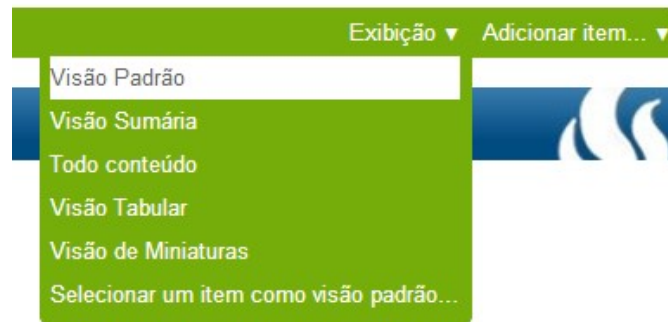 Exibição ▼ Adicionar item... ▼
Visão Padrão
Visão Sumária
Todo conteúdo
Visão Tabular
Visão de Miniaturas
Selecionar um item como visão padrão...